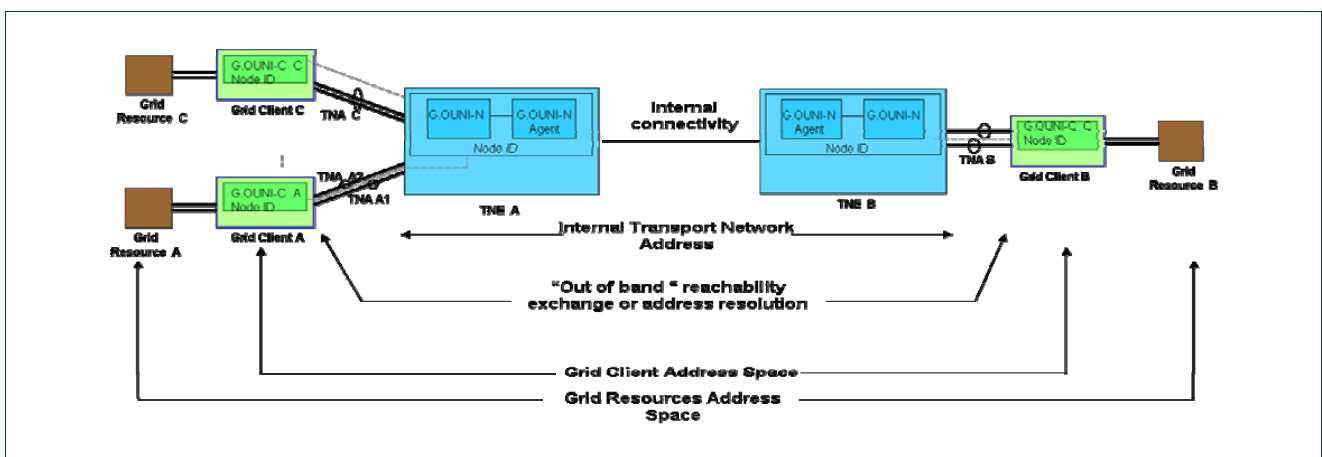 G.OUNI-C C
Node ID
Grid
Resource C
Grid Client C
TNA C
G.OUNI-N
G.OUNI-N
Agent
Node ID
TNE A
Internal
connectivity
G.OUNI-N
Agent
G.OUNI-N
Node ID
TNE B
TNA B
G.OUNI-C C
Node ID
Grid Client B
Grid
Resource B
TNA A2
TNA A1
G.OUNI-C A
Node ID
Grid
Resource A
Grid Client A
Internal Transport Network
Address
"Out of band " reachability
exchange or address resolution
Grid Client Address Space
Grid Resources Address
Space